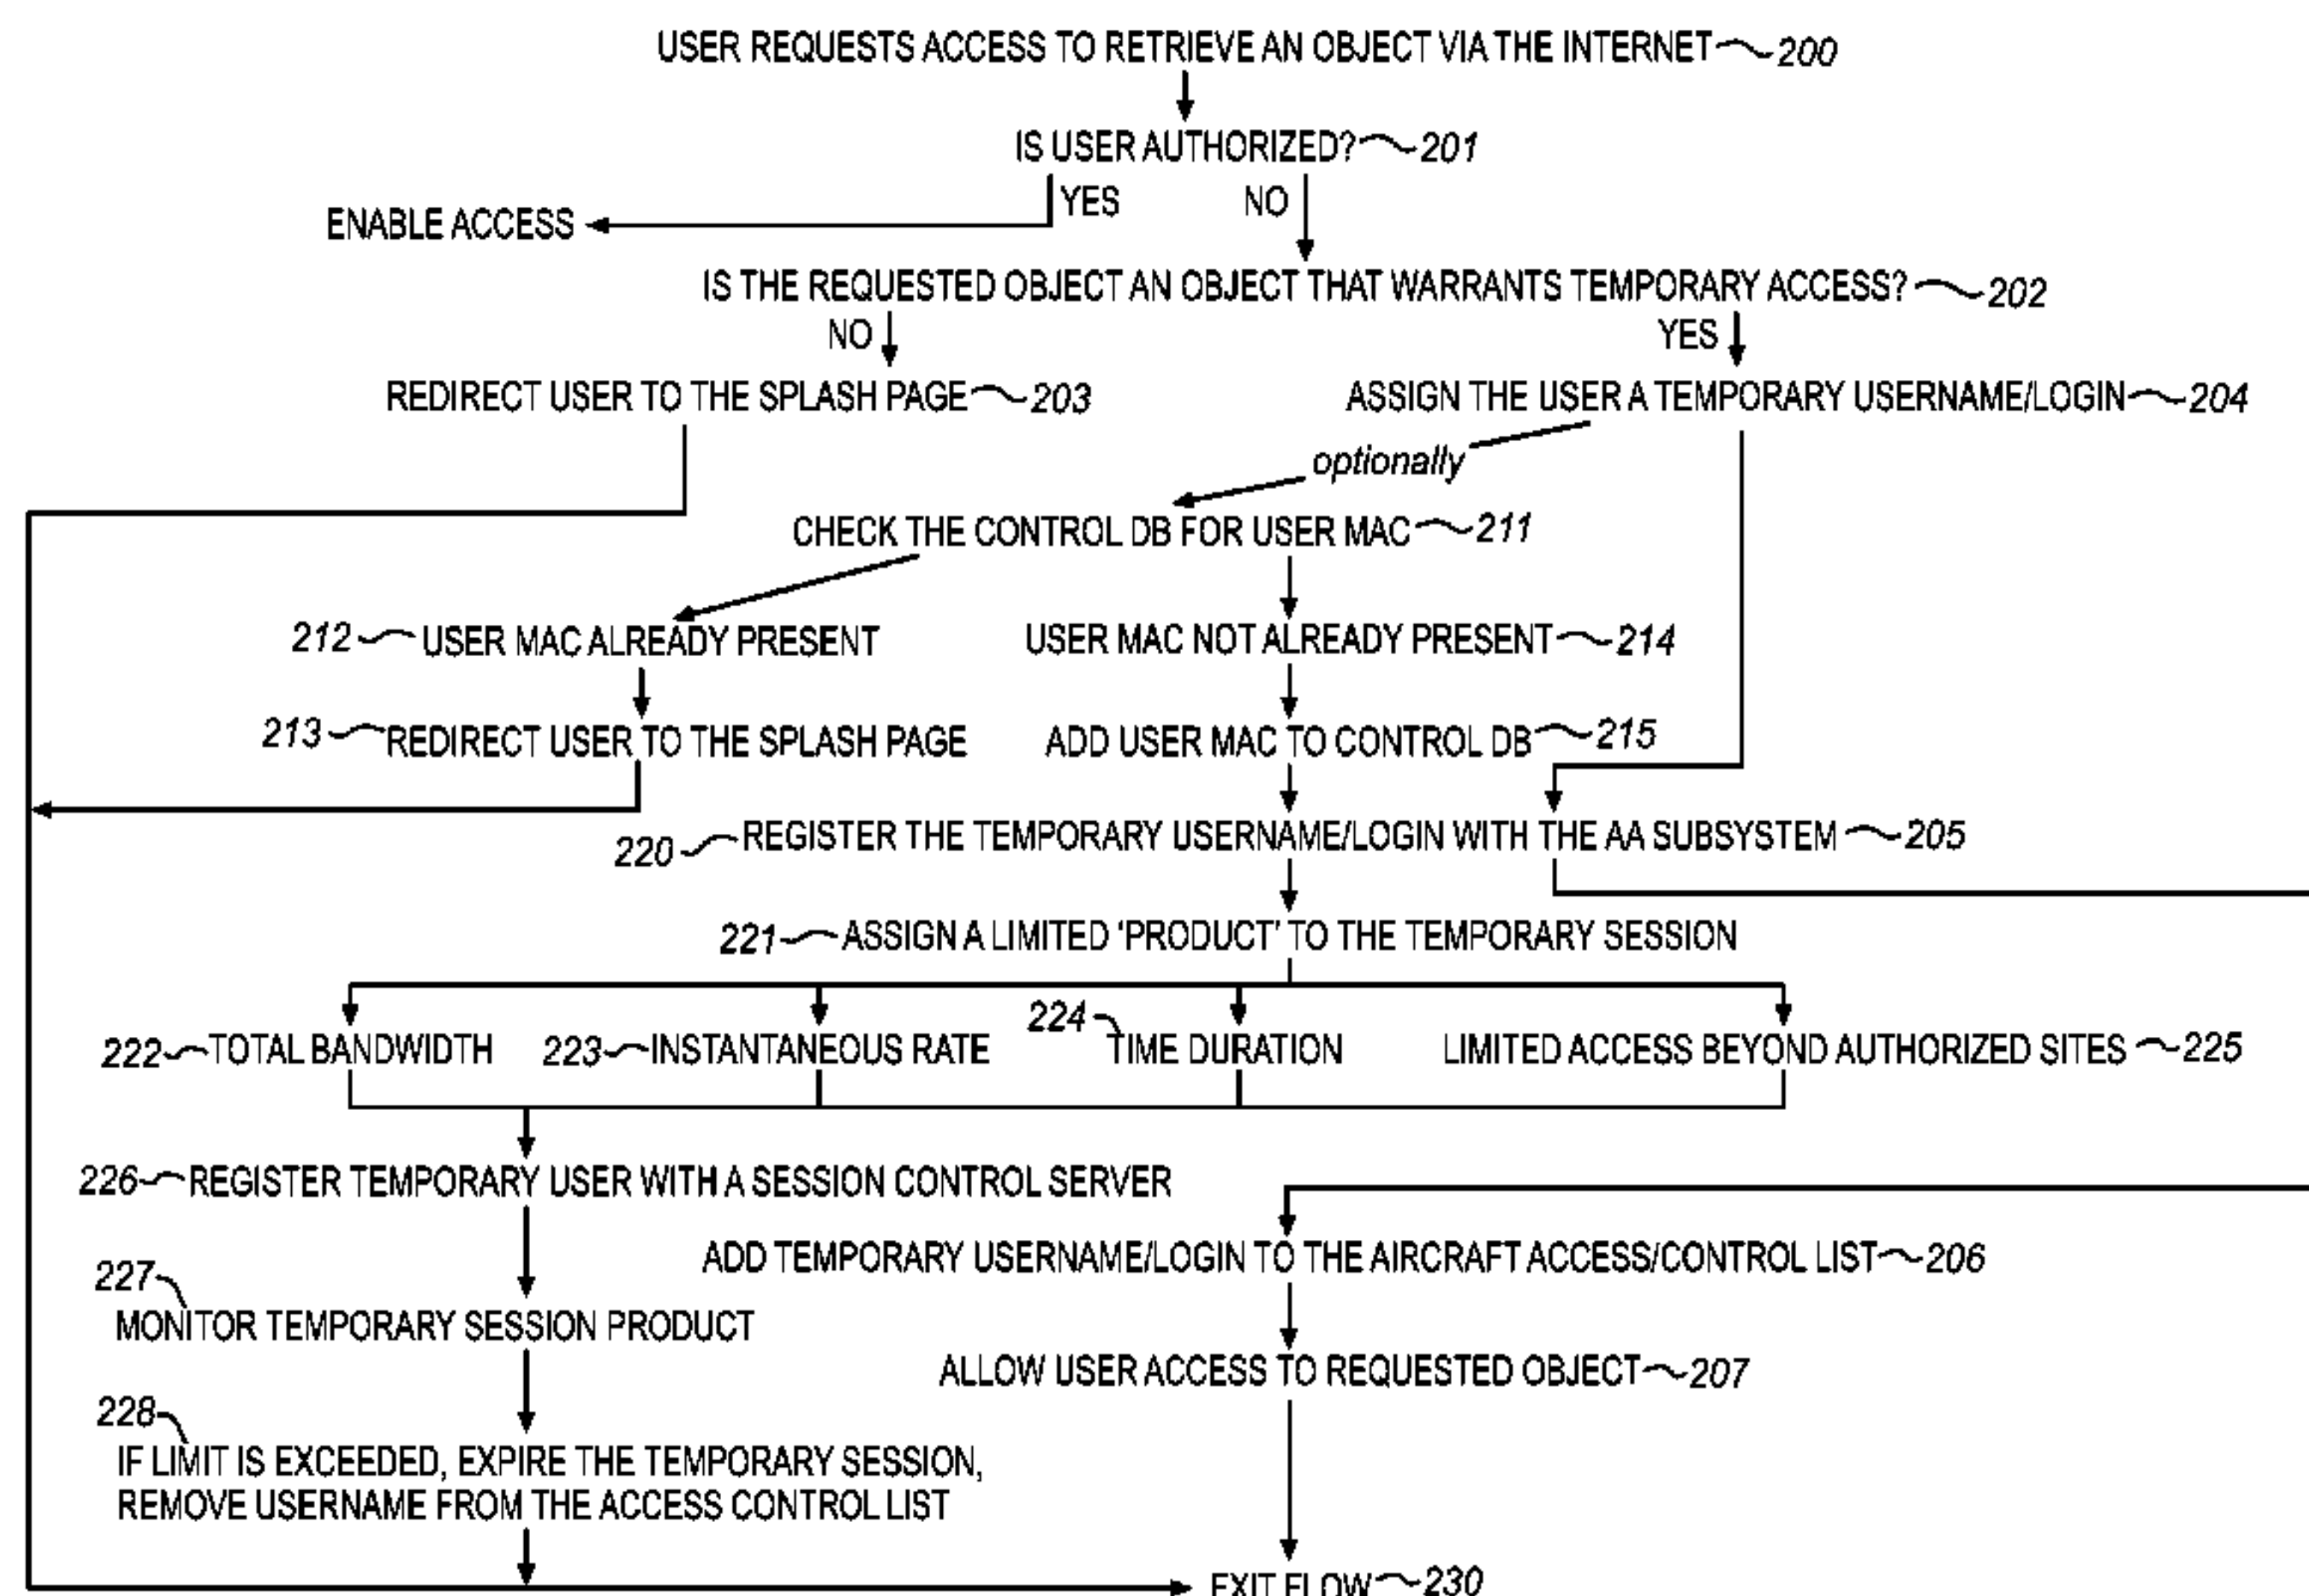 USER REQUESTS ACCESS TO RETRIEVE AN OBJECT VIA THE INTERNET 200
IS USER AUTHORIZED? 201
YES NO
ENABLE ACCESS
IS THE REQUESTED OBJECT AN OBJECT THAT WARRANTS TEMPORARY ACCESS? 202
NO YES
REDIRECT USER TO THE SPLASH PAGE 203 ASSIGN THE USER A TEMPORARY USERNAME/LOGIN 204
optionally
CHECK THE CONTROL DB FOR USER MAC 211
212 USER MAC ALREADY PRESENT USER MAC NOT ALREADY PRESENT 214
213 REDIRECT USER TO THE SPLASH PAGE ADD USER MAC TO CONTROL DB 215
220 REGISTER THE TEMPORARY USERNAME/LOGIN WITH THE AA SUBSYSTEM 205
221 ASSIGN A LIMITED 'PRODUCT' TO THE TEMPORARY SESSION
222 TOTAL BANDWIDTH 223 INSTANTANEOUS RATE 224 TIME DURATION LIMITED ACCESS BEYOND AUTHORIZED SITES 225
226 REGISTER TEMPORARY USER WITH A SESSION CONTROL SERVER
ADD TEMPORARY USERNAME/LOGIN TO THE AIRCRAFT ACCESS/CONTROL LIST 206
227
MONITOR TEMPORARY SESSION PRODUCT
ALLOW USER ACCESS TO REQUESTED OBJECT 207
228
IF LIMIT IS EXCEEDED, EXPIRE THE TEMPORARY SESSION,
REMOVE USERNAME FROM THE ACCESS CONTROL LIST
EXIT FLOW 230